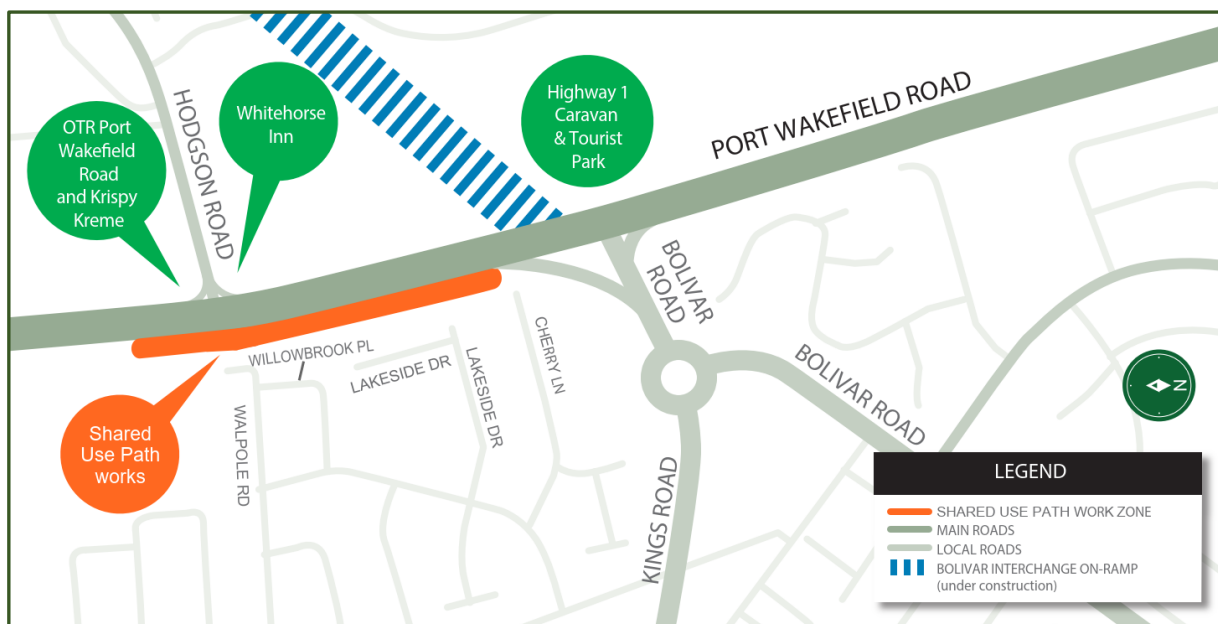 HODGSON ROAD
OTR Port
Wakefield
Road
and Krispy
Kreme
Whitehorse
Inn
Highway 1
Caravan
& Tourist
Park
PORT WAKEFIELD ROAD
BOLIVAR
ROAD
BOLIVAR ROAD
WILLOWBROOK PL
LAKESIDE DR
LAKESIDE DR
CHERRY LN
WALPOLE RD
Shared
Use Path
works
KINGS ROAD
N
LEGEND
SHARED USE PATH WORK ZONE
MAIN ROADS
LOCAL ROADS
BOLIVAR INTERCHANGE ON-RAMP
(under construction)